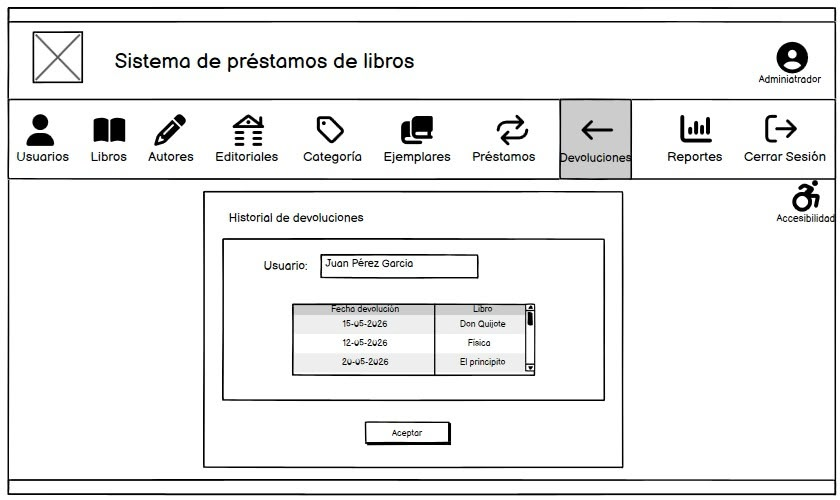 Sistema de préstamos de libros
Administrador
Usuarios Libros Autores Editoriales Categoría Ejemplares Préstamos Devoluciones Reportes Cerrar Sesión
Accesibilidad
Historial de devoluciones
Usuario: Juan Pérez Garcia
Fecha devolución Libro
15-05-2026 Don Quijote
12-05-2026 Física
20-05-2026 El principito
Aceptar